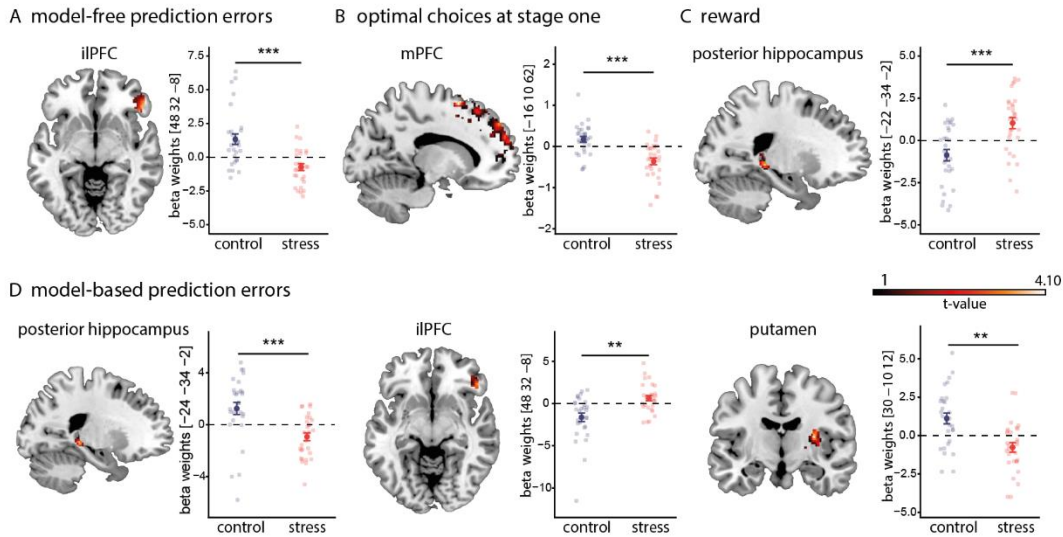 A model-free prediction errors
ilPFC
***
beta weights [48 32 −8]
7.5
5.0
2.5
0.0
−2.5
−5.0
control stress
B optimal choices at stage one
mPFC
***
beta weights [−16 10 62]
2
1
0
−1
−2
control stress
C reward
posterior hippocampus
***
beta weights [−22 −34 −2]
5.0
2.5
0.0
−2.5
−5.0
control stress
1 4.10
t-value
D model-based prediction errors
posterior hippocampus
***
beta weights [−24 −34 −2]
4
0
−4
control stress
ilPFC
**
beta weights [48 32 −8]
5
0
−5
−10
control stress
putamen
**
beta weights [30 −10 12]
5.0
2.5
0.0
−2.5
−5.0
control stress